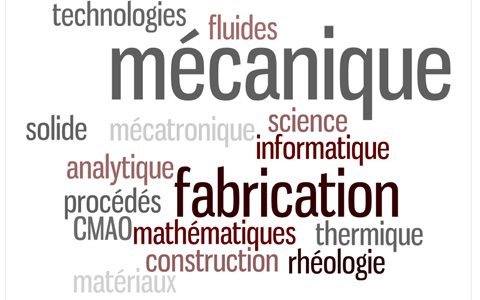 technologies
fluides
mécanique
solide
mécatronique
science
informatique
analytique
fabrication
procédés
CMAO
mathématiques
thermique
construction
rhéologie
matériaux